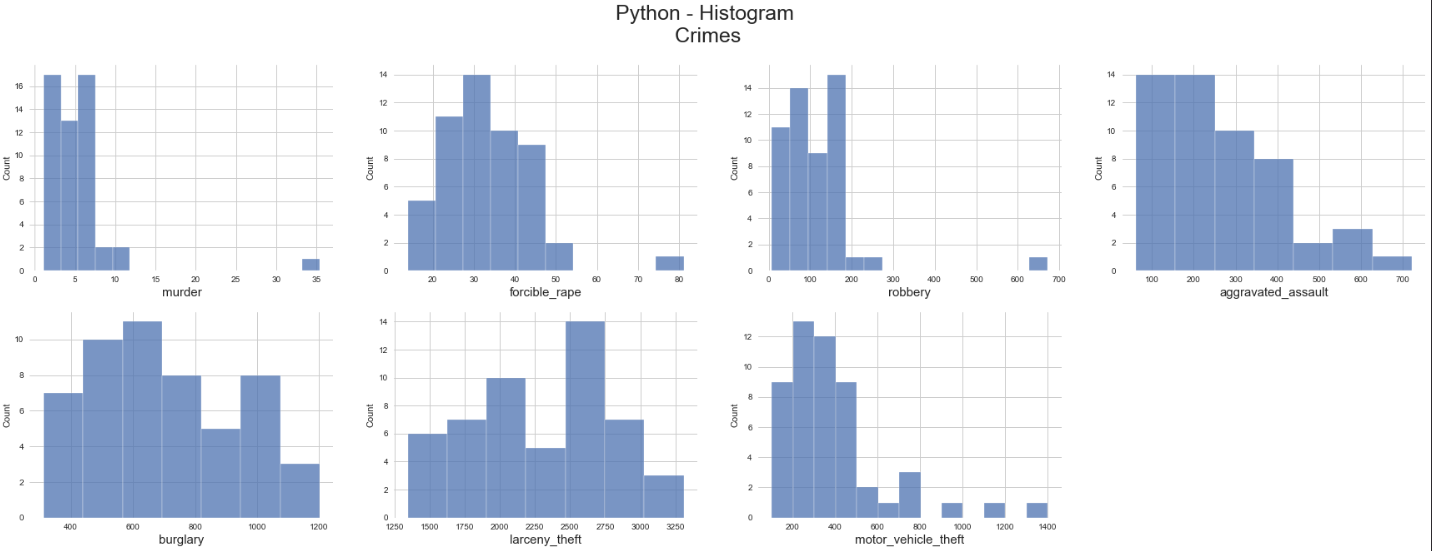 Python - Histogram
Crimes
16
14
12
10
8
6
4
2
0
Count
0 5 10 15 20 25 30 35
murder
14
12
10
8
6
4
2
0
Count
20 30 40 50 60 70 80
forcible_rape
14
12
10
8
6
4
2
0
Count
0 100 200 300 400 500 600 700
robbery
14
12
10
8
6
4
2
0
Count
100 200 300 400 500 600 700
aggravated_assault
10
8
6
4
2
0
Count
400 600 800 1000 1200
burglary
14
12
10
8
6
4
2
0
Count
1250 1500 1750 2000 2250 2500 2750 3000 3250
larceny_theft
12
10
8
6
4
2
0
Count
200 400 600 800 1000 1200 1400
motor_vehicle_theft